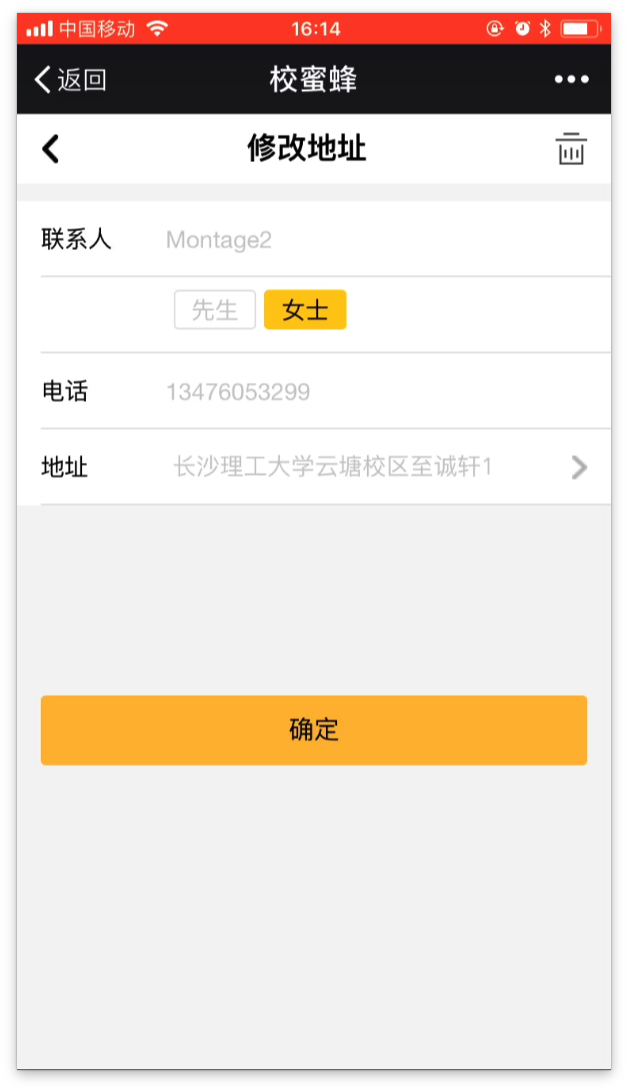 中国移动 16:14
返回 校蜜蜂
修改地址
联系人 Montage2
先生 女士
电话 13476053299
地址 长沙理工大学云塘校区至诚轩1
确定